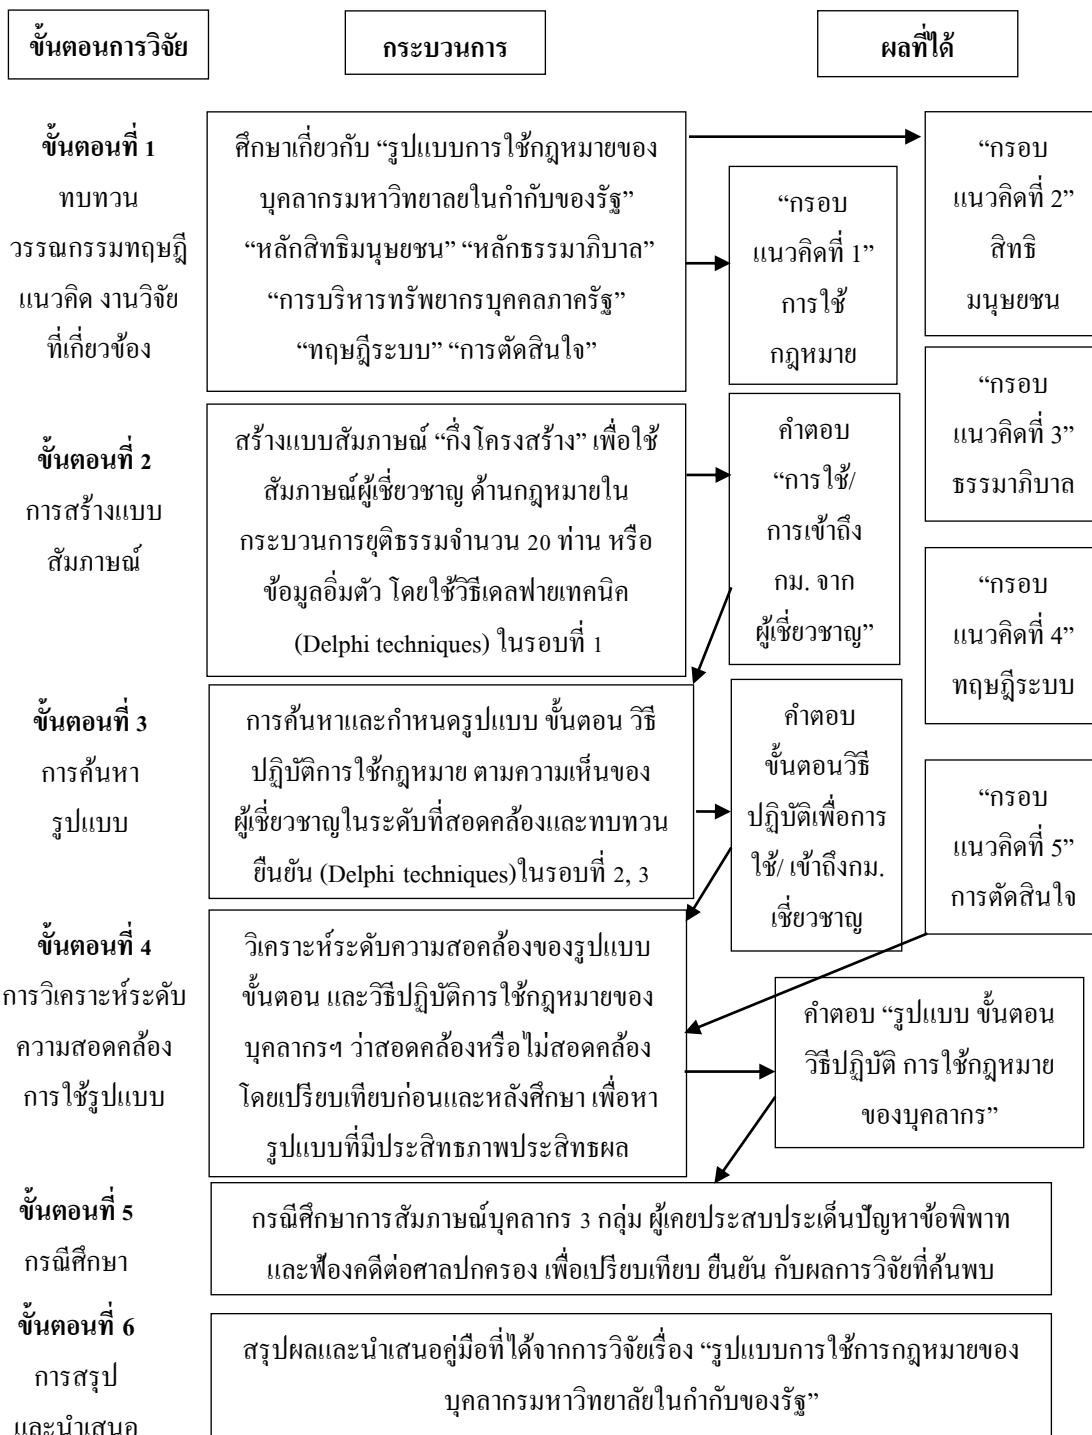 ขั้นตอนการวิจัย
กระบวนการ
ผลที่ได้
ขั้นตอนที่ 1
ทบทวน
วรรณกรรมทฤษฎี
แนวคิด งานวิจัย
ที่เกี่ยวข้อง
ศึกษาเกี่ยวกับ “รูปแบบการใช้กฎหมายของ
บุคลากรมหาวิทยาลยในกำกับของรัฐ”
“หลักสิทธิมนุษยชน” “หลักธรรมาภิบาล”
“การบริหารทรัพยากรบุคคลภาครัฐ”
“ทฤษฎีระบบ” “การตัดสินใจ”
“กรอบ
แนวคิดที่ 1”
การใช้
กฎหมาย
“กรอบ
แนวคิดที่ 2”
สิทธิ
มนุษยชน
“กรอบ
แนวคิดที่ 3”
ธรรมาภิบาล
“กรอบ
แนวคิดที่ 4”
ทฤษฎีระบบ
“กรอบ
แนวคิดที่ 5”
การตัดสินใจ
ขั้นตอนที่ 2
การสร้างแบบ
สัมภาษณ์
สร้างแบบสัมภาษณ์ “กึ่งโครงสร้าง” เพื่อใช้
สัมภาษณ์ผู้เชี่ยวชาญ ด้านกฎหมายใน
กระบวนการยุติธรรมจำนวน 20 ท่าน หรือ
ข้อมูลอิ่มตัว โดยใช้วิธีเดลฟายเทคนิค
(Delphi techniques) ในรอบที่ 1
คำตอบ
“การใช้/
การเข้าถึง
กม. จาก
ผู้เชี่ยวชาญ”
ขั้นตอนที่ 3
การค้นหา
รูปแบบ
การค้นหาและกำหนดรูปแบบ ขั้นตอน วิธี
ปฏิบัติการใช้กฎหมาย ตามความเห็นของ
ผู้เชี่ยวชาญในระดับที่สอดคล้องและทบทวน
ยืนยัน (Delphi techniques)ในรอบที่ 2, 3
คำตอบ
ขั้นตอนวิธี
ปฏิบัติเพื่อการ
ใช้/ เข้าถึงกม.
เชี่ยวชาญ
ขั้นตอนที่ 4
การวิเคราะห์ระดับ
ความสอดคล้อง
การใช้รูปแบบ
วิเคราะห์ระดับความสอดคล้องของรูปแบบ
ขั้นตอน และวิธีปฏิบัติการใช้กฎหมายของ
บุคลากรฯ ว่าสอดคล้องหรือไม่สอดคล้อง
โดยเปรียบเทียบก่อนและหลังศึกษา เพื่อหา
รูปแบบที่มีประสิทธภาพประสิทธผล
คำตอบ “รูปแบบ ขั้นตอน
วิธีปฏิบัติ การใช้กฎหมาย
ของบุคลากร”
ขั้นตอนที่ 5
กรณีศึกษา
กรณีศึกษาการสัมภาษณ์บุคลากร 3 กลุ่ม ผู้เคยประสบประเด็นปัญหาข้อพิพาท
และฟ้องคดีต่อศาลปกครอง เพื่อเปรียบเทียบ ยืนยัน กับผลการวิจัยที่ค้นพบ
ขั้นตอนที่ 6
การสรุป
และนำเสนอ
สรุปผลและนำเสนอคู่มือที่ได้จากการวิจัยเรื่อง “รูปแบบการใช้การกฎหมายของ
บุคลากรมหาวิทยาลัยในกำกับของรัฐ”